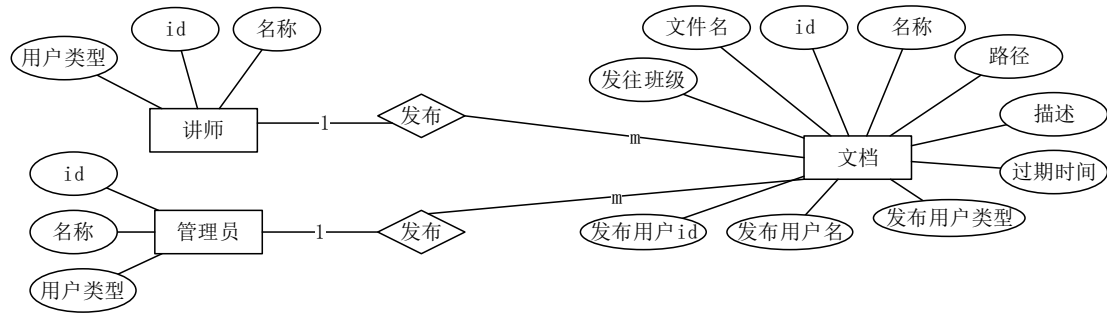 用户类型
id
名称
讲师
1
发布
m
文件名
id
名称
路径
发往班级
描述
文档
过期时间
发布用户id
发布用户名
发布用户类型
id
名称
用户类型
管理员
1
发布
m